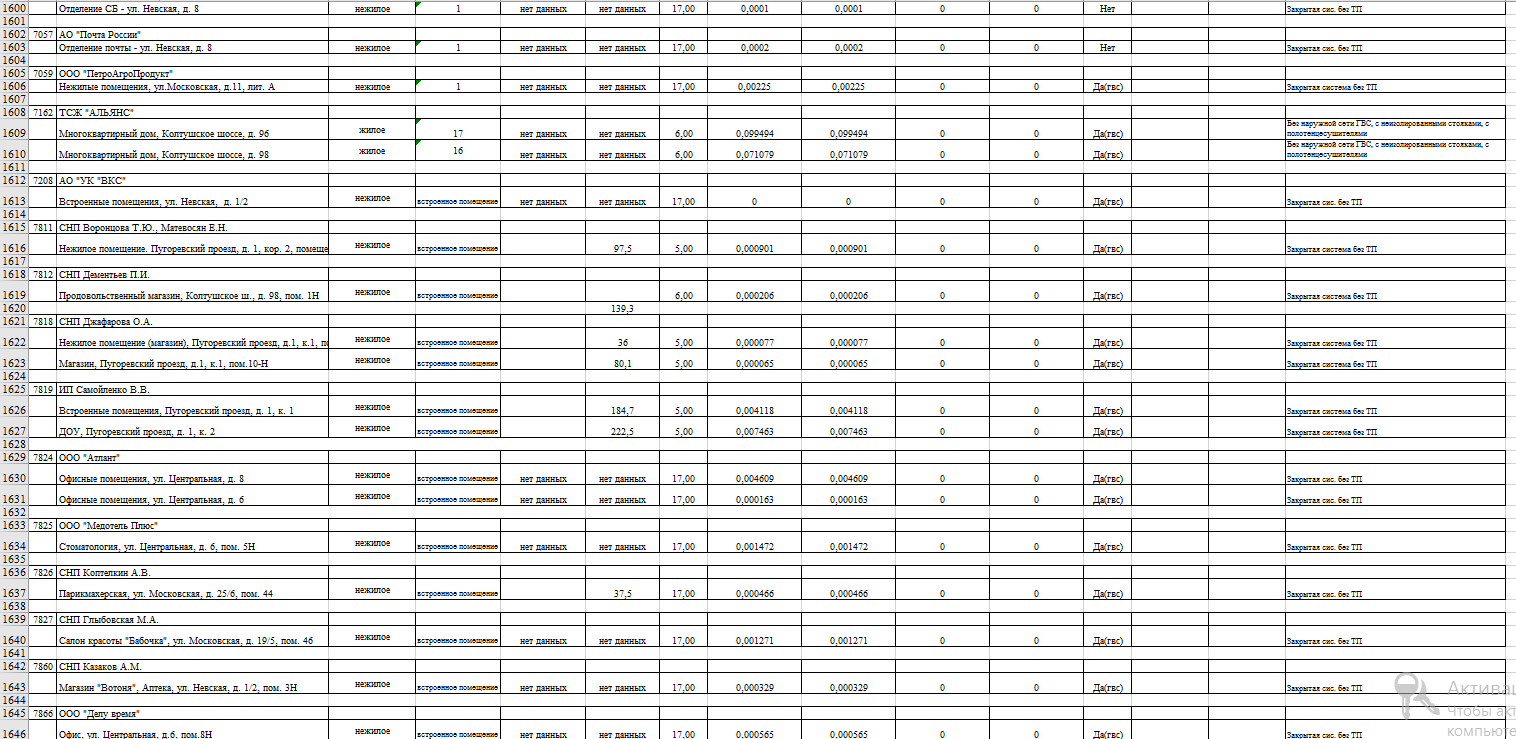 1600 Отделение СБ - ул. Невская, д. 8 нежилое 1 нет данных нет данных 17,00 0,0001 0,0001 0 0 Нет Закрытая сис. без ТП
1601
1602 7057 АО "Почта России"
1603 Отделение почты - ул. Невская, д. 8 нежилое 1 нет данных нет данных 17,00 0,0002 0,0002 0 0 Нет Закрытая сис. без ТП
1604
1605 7059 ООО "ПетроАгроПродукт"
1606 Нежилые помещения, ул.Московская, д.11, лит. А нежилое 1 нет данных нет данных 17,00 0,00225 0,00225 0 0 Да(гвс) Закрытая система без ТП
1607
1608 7162 ТСЖ "АЛЬЯНС"
1609 Многоквартирный дом, Колтушское шоссе, д. 96 жилое 17 нет данных нет данных 6,00 0,099494 0,099494 0 0 Да(гвс) Без наружной сети ГВС, с неизолированными стояками, с
полотенцесушителями
1610 Многоквартирный дом, Колтушское шоссе, д. 98 жилое 16 нет данных нет данных 6,00 0,071079 0,071079 0 0 Да(гвс) Без наружной сети ГВС, с неизолированными стояками, с
полотенцесушителями
1611
1612 7208 АО "УК "ВКС"
1613 Встроенные помещения, ул. Невская, д. 1/2 нежилое встроенное помещение нет данных нет данных 17,00 0 0 0 0 Да(гвс) Закрытая сис. без ТП
1614
1615 7811 СНП Воронцова Т.Ю., Матевосян Е.Н.
1616 Нежилое помещение. Пугоревский проезд, д. 1, кор. 2, помеще нежилое встроенное помещение 97,5 5,00 0,000901 0,000901 0 0 Да(гвс) Закрытая система без ТП
1617
1618 7812 СНП Дементьев П.И.
1619 Продовольственный магазин, Колтушское ш., д. 98, пом. 1Н нежилое встроенное помещение 6,00 0,000206 0,000206 0 0 Да(гвс) Закрытая система без ТП
1620 139,3
1621 7818 СНП Джафарова О.А.
1622 Нежилое помещение (магазин), Пугоревский проезд, д.1, к.1, п нежилое встроенное помещение 36 5,00 0,000077 0,000077 0 0 Да(гвс) Закрытая система без ТП
1623 Магазин, Пугоревский проезд, д.1, к.1, пом.10-Н нежилое встроенное помещение 80,1 5,00 0,000065 0,000065 0 0 Да(гвс) Закрытая система без ТП
1624
1625 7819 ИП Самойленко В.В.
1626 Встроенные помещения, Пугоревский проезд, д. 1, к. 1 нежилое встроенное помещение 184,7 5,00 0,004118 0,004118 0 0 Да(гвс) Закрытая система без ТП
1627 ДОУ, Пугоревский проезд, д. 1, к. 2 нежилое встроенное помещение 222,5 5,00 0,007463 0,007463 0 0 Да(гвс) Закрытая система без ТП
1628
1629 7824 ООО "Атлант"
1630 Офисные помещения, ул. Центральная, д. 8 нежилое встроенное помещение нет данных нет данных 17,00 0,004609 0,004609 0 0 Да(гвс) Закрытая сис. без ТП
1631 Офисные помещения, ул. Центральная, д. 6 нежилое встроенное помещение нет данных нет данных 17,00 0,000163 0,000163 0 0 Да(гвс) Закрытая сис. без ТП
1632
1633 7825 ООО "Медотель Плюс"
1634 Стоматология, ул. Центральная, д. 6, пом. 5Н нежилое встроенное помещение нет данных нет данных 17,00 0,001472 0,001472 0 0 Да(гвс) Закрытая сис. без ТП
1635
1636 7826 СНП Коптелкин А.В.
1637 Парикмахерская, ул. Московская, д. 25/6, пом. 44 нежилое встроенное помещение 37,5 17,00 0,000466 0,000466 0 0 Да(гвс) Закрытая сис. без ТП
1638
1639 7827 СНП Глыбовская М.А.
1640 Салон красоты "Бабочка", ул. Московская, д. 19/5, пом. 46 нежилое встроенное помещение нет данных нет данных 17,00 0,001271 0,001271 0 0 Да(гвс) Закрытая сис. без ТП
1641
1642 7860 СНП Казаков А.М.
1643 Магазин "Вотоня", Аптека, ул. Невская, д. 1/2, пом. 3Н нежилое встроенное помещение нет данных нет данных 17,00 0,000329 0,000329 0 0 Да(гвс) Закрытая сис. без ТП
1644
1645 7866 ООО "Делу время"
1646 Офис, ул. Центральная, д.6, пом.8Н нежилое встроенное помещение нет данных нет данных 17,00 0,000565 0,000565 0 0 Да(гвс) Закрытая сис. без ТП
Активац
Чтобы акт
компьюте